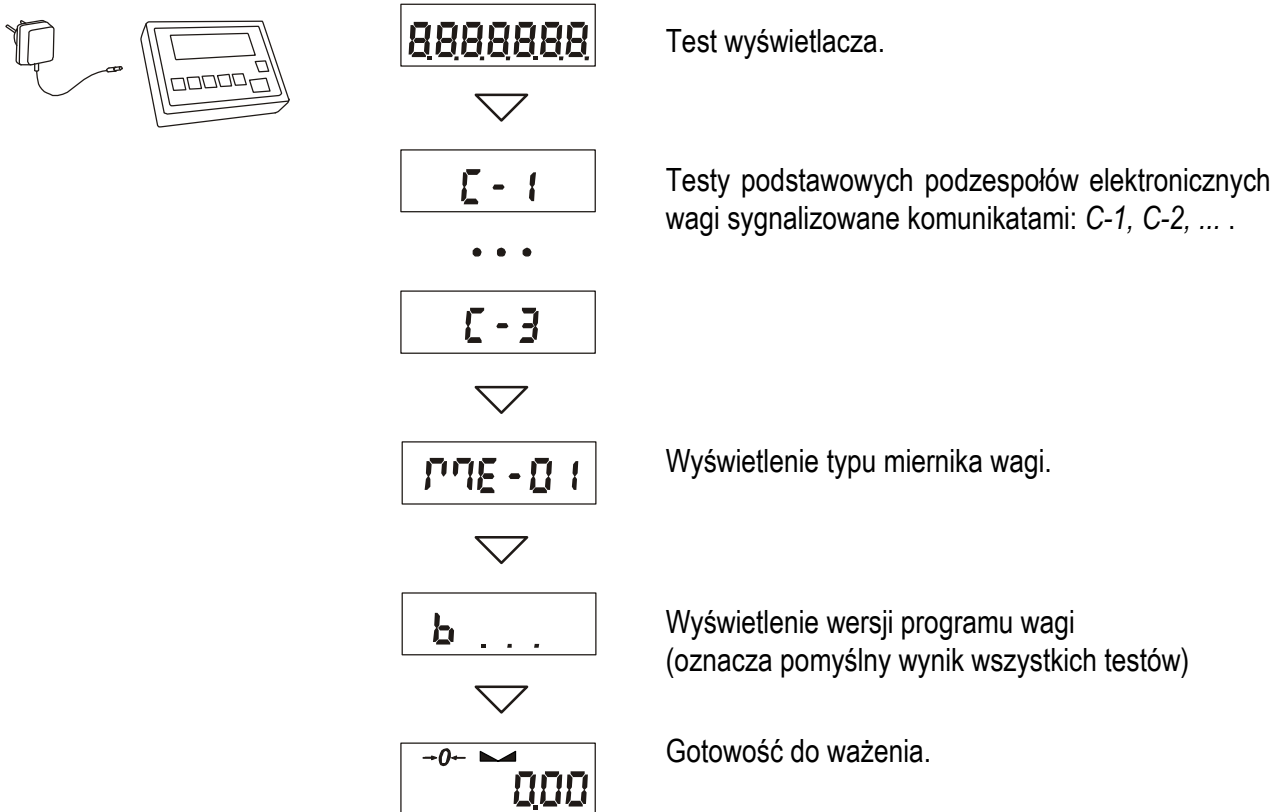 8.8.8.8.8.8.8.
Test wyświetlacza.
C-1
Testy podstawowych podzespołów elektronicznych
wagi sygnalizowane komunikatami: C-1, C-2, ... .
...
C-3
ME-01
Wyświetlenie typu miernika wagi.
b ...
Wyświetlenie wersji programu wagi
(oznacza pomyślny wynik wszystkich testów)
→0←
0.00
Gotowość do ważenia.